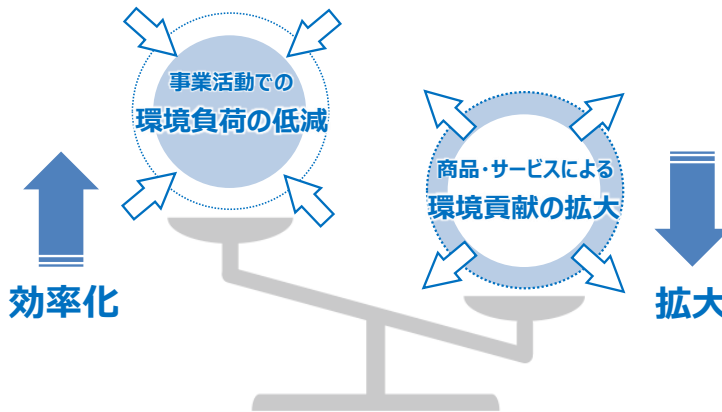 事業活動での
環境負荷の低減
商品・サービスによる
環境貢献の拡大
効率化
拡大